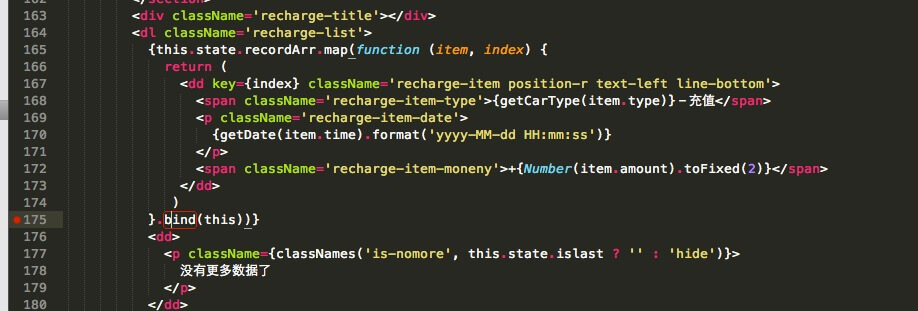 162 </section>
163 <div className='recharge-title'></div>
164 <dl className='recharge-list'>
165 {this.state.recordArr.map(function (item, index) {
166 return (
167 <dd key={index} className='recharge-item position-r text-left line-bottom'>
168 <span className='recharge-item-type'>{getCarType(item.type)}-充值</span>
169 <p className='recharge-item-date'>
170 {getDate(item.time).format('yyyy-MM-dd HH:mm:ss')}
171 </p>
172 <span className='recharge-item-moneny'>+{Number(item.amount).toFixed(2)}</span>
173 </dd>
174 )
175 }.bind(this))}
176 <dd>
177 <p className={classNames('is-nomore', this.state.islast ? '' : 'hide')}>
178 没有更多数据了
179 </p>
180 </dd>